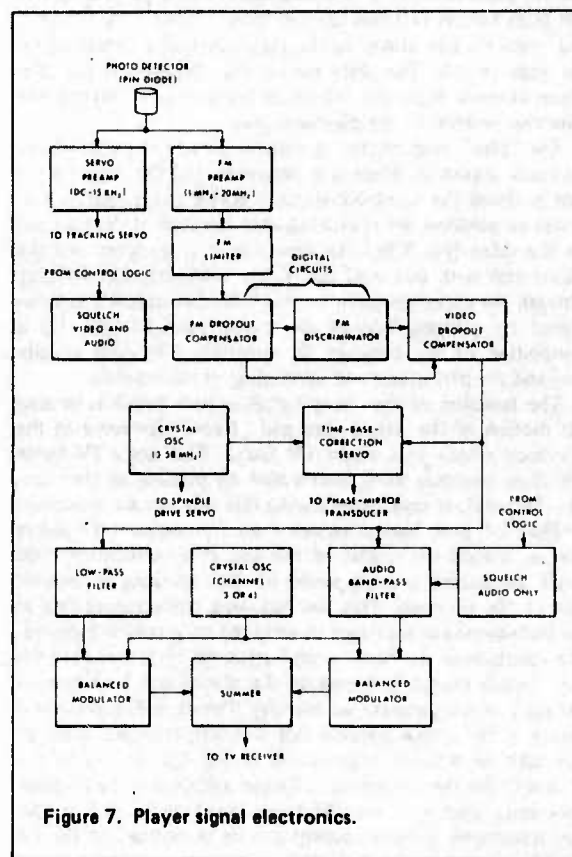 PHOTO DETECTOR
(PIN DIODE)
SERVO
PREAMP
(DC-15 KHz)
FM
PREAMP
(1 MHz-20MHz)
TO TRACKING SERVO
FROM CONTROL LOGIC
FM
LIMITER
DIGITAL
CIRCUITS
SQUELCH
VIDEO AND
AUDIO
FM DROPOUT
COMPENSATOR
FM
DISCRIMINATOR
VIDEO
DROPOUT
COMPENSATOR
CRYSTAL
OSC
(3 58 MHz)
TIME-BASE-
CORRECTION
SERVO
TO SPINDLE
DRIVE SERVO
TO PHASE-MIRROR
TRANSDUCER
FROM
CONTROL
LOGIC
LOW-PASS
FILTER
CRYSTAL OSC
(CHANNEL
3 OR 4)
AUDIO
BAND-PASS
FILTER
SQUELCH
AUDIO ONLY
BALANCED
MODULATOR
SUMMER
BALANCED
MODULATOR
TO TV RECEIVER
Figure 7. Player signal electronics.